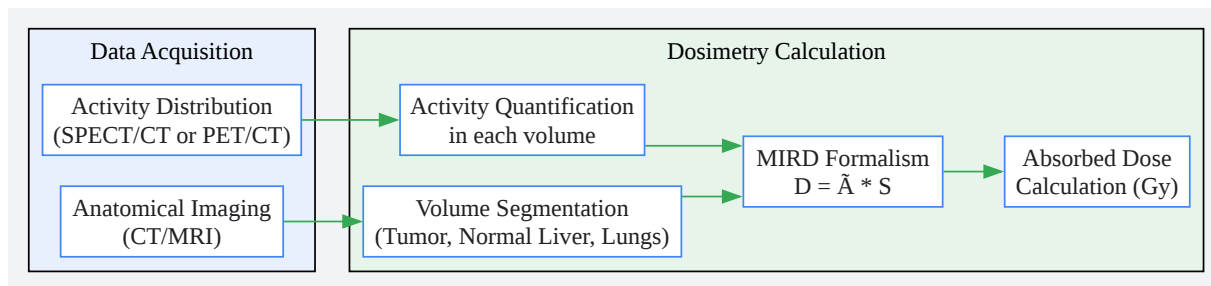 Data Acquisition
Activity Distribution
(SPECT/CT or PET/CT)
Anatomical Imaging
(CT/MRI)
Dosimetry Calculation
Activity Quantification
in each volume
Volume Segmentation
(Tumor, Normal Liver, Lungs)
MIRD Formalism
D = Ã * S
Absorbed Dose
Calculation (Gy)